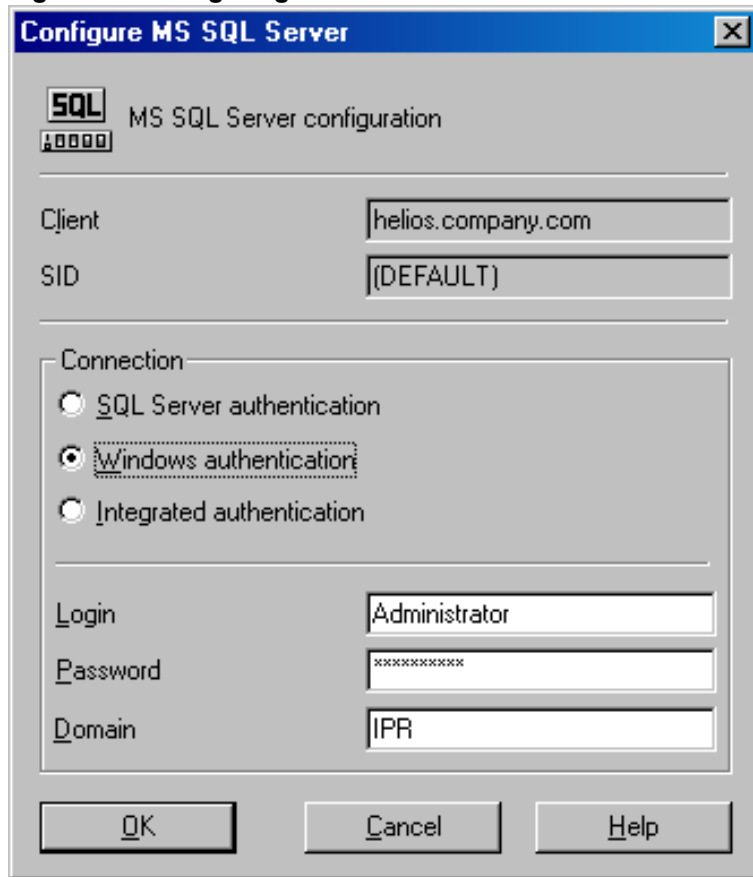 Configure MS SQL Server
SQL
MS SQL Server configuration
Client helios.company.com
SID (DEFAULT)
Connection
SQL Server authentication
Windows authentication
Integrated authentication
Login Administrator
Password **********
Domain IPR
OK Cancel Help